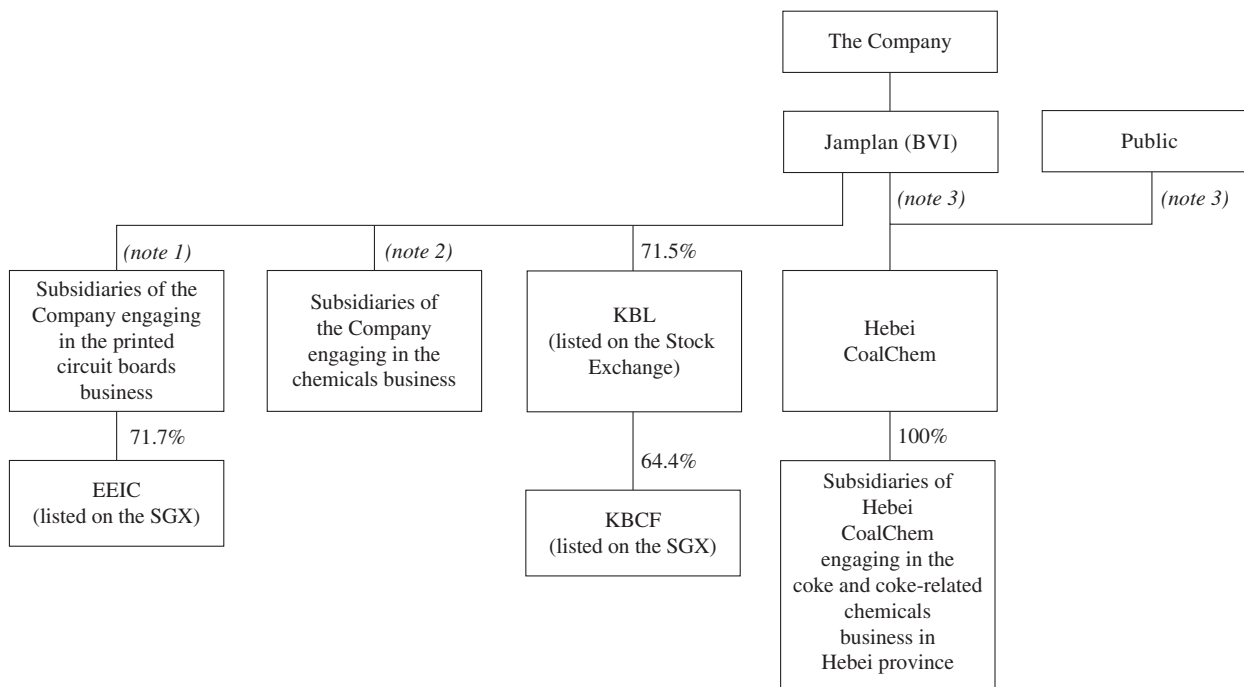 The Company
Jamplan (BVI)
Public
(note 3)
(note 3)
(note 1)
(note 2)
71.5%
Subsidiaries of the
Company engaging
in the printed
circuit boards
business
Subsidiaries of
the Company
engaging in the
chemicals business
KBL
(listed on the Stock
Exchange)
Hebei
CoalChem
71.7%
64.4%
100%
EEIC
(listed on the SGX)
KBCF
(listed on the SGX)
Subsidiaries of
Hebei
CoalChem
engaging in the
coke and coke-related
chemicals
business in
Hebei province